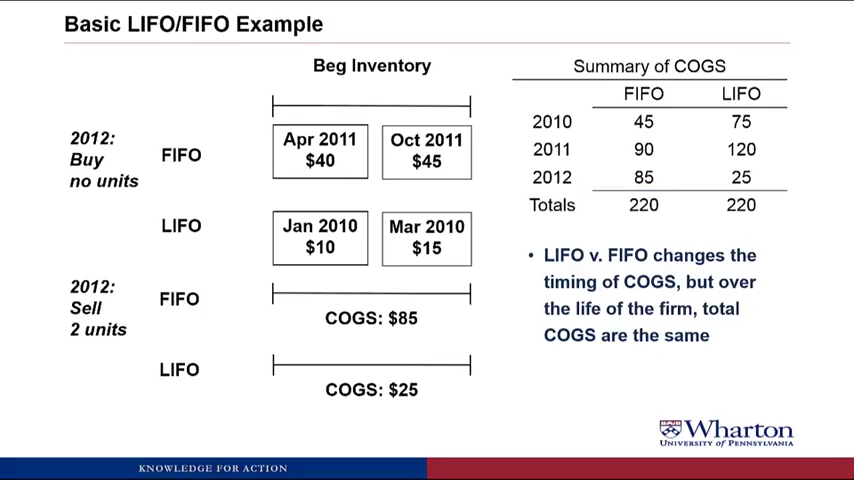 Basic LIFO/FIFO Example
Beg Inventory
2012:
Buy
no units
FIFO
Apr 2011
$40
Oct 2011
$45
LIFO
Jan 2010
$10
Mar 2010
$15
2012:
Sell
2 units
FIFO
COGS: $85
LIFO
COGS: $25
Summary of COGS
FIFO LIFO
2010 45 75
2011 90 120
2012 85 25
Totals 220 220
• LIFO v. FIFO changes the
timing of COGS, but over
the life of the firm, total
COGS are the same
Wharton
UNIVERSITY OF PENNSYLVANIA
KNOWLEDGE FOR ACTION